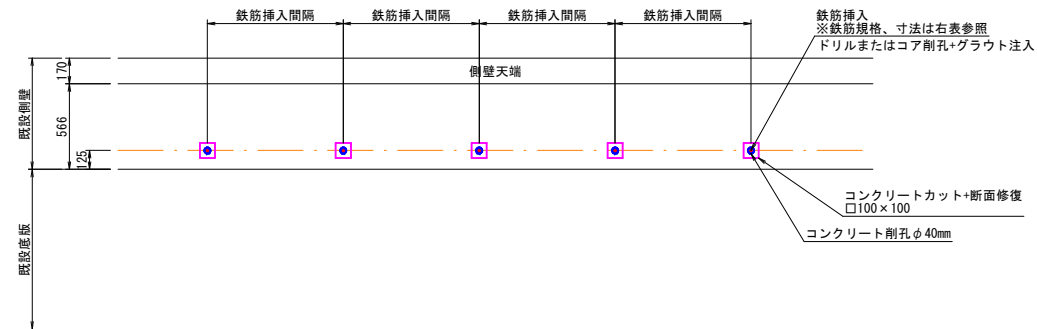 鉄筋挿入間隔
鉄筋挿入間隔
鉄筋挿入間隔
鉄筋挿入間隔
鉄筋挿入
※鉄筋規格、寸法は右表参照
ドリルまたはコア削孔+グラウト注入
側壁天端
170
566
125
既設側壁
既設底版
コンクリートカット+断面修復
□100×100
コンクリート削孔φ40mm